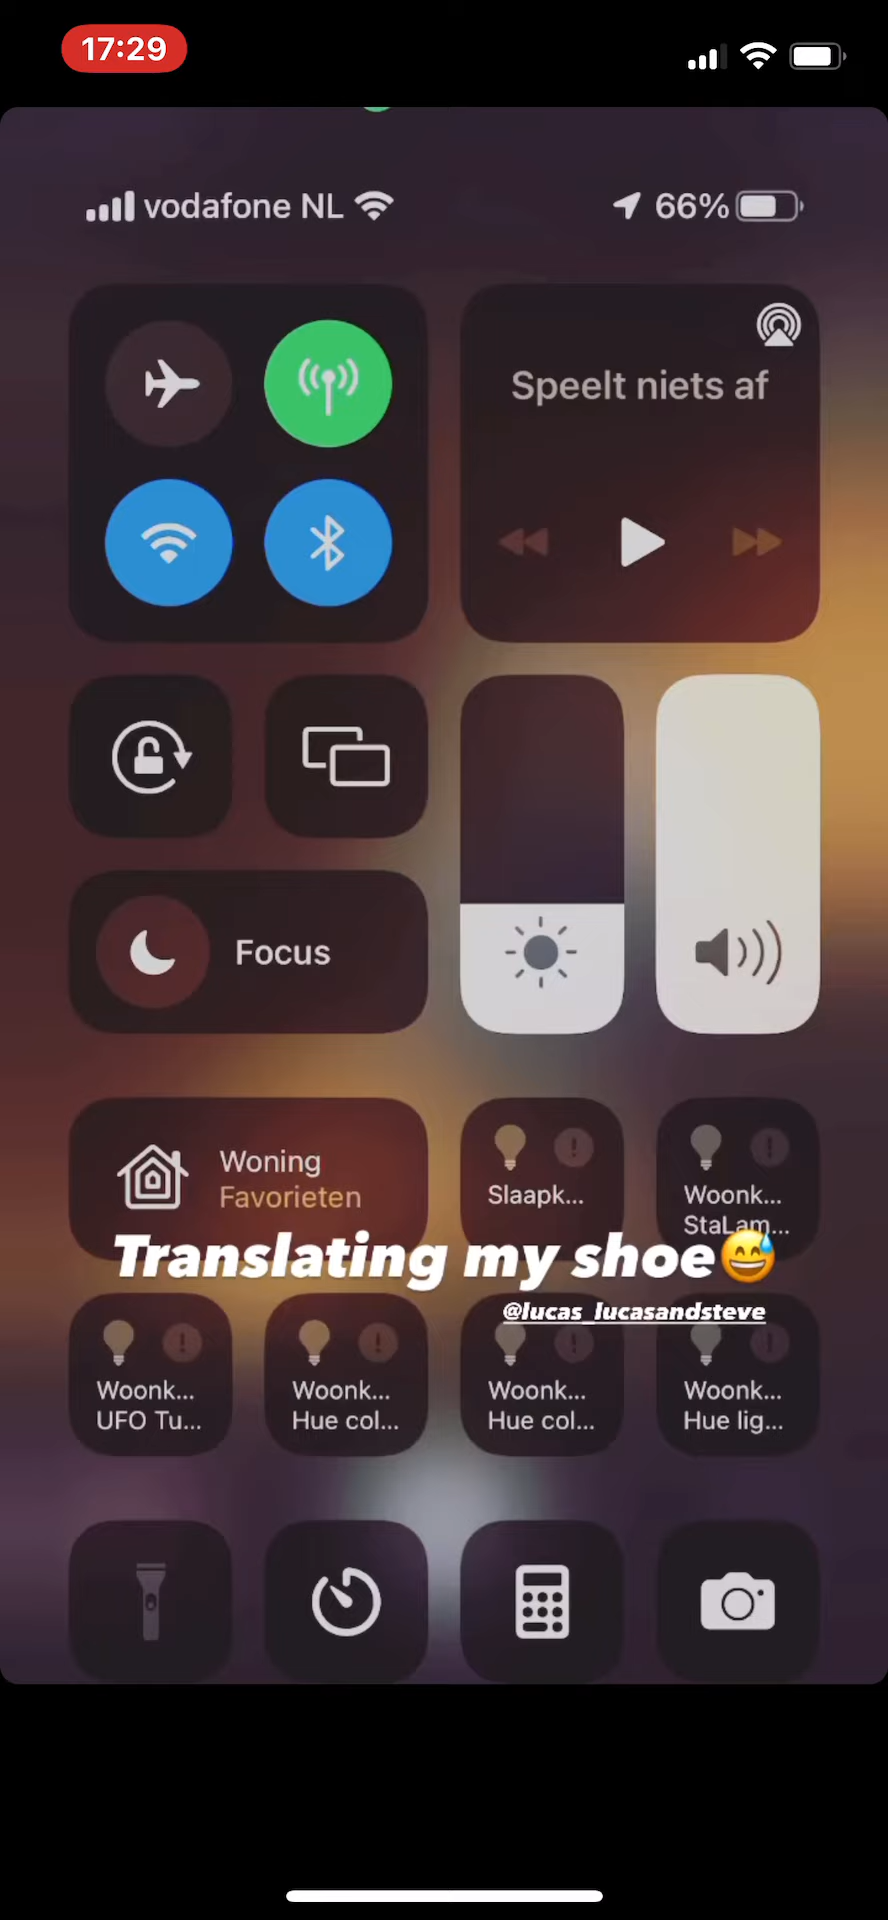 17:29
vodafone NL
66%
Speelt niets af
Focus
Woning
Favorieten
Slaapk...
Woonk...
StaLam...
Translating my shoe😅
@lucas_lucasandsteve
Woonk...
UFO Tu...
Woonk...
Hue col...
Woonk...
Hue col...
Woonk...
Hue lig...